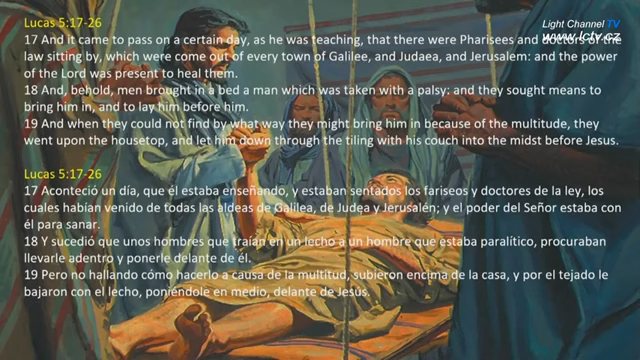 Light Channel TV
www.lctv.cz
Lucas 5:17-26
17 And it came to pass on a certain day, as he was teaching, that there were Pharisees and doctors of the
law sitting by, which were come out of every town of Galilee, and Judaea, and Jerusalem: and the power
of the Lord was present to heal them.
18 And, behold, men brought in a bed a man which was taken with a palsy: and they sought means to
bring him in, and to lay him before him.
19 And when they could not find by what way they might bring him in because of the multitude, they
went upon the housetop, and let him down through the tiling with his couch into the midst before Jesus.
Lucas 5:17-26
17 Aconteció un día, que él estaba enseñando, y estaban sentados los fariseos y doctores de la ley, los
cuales habían venido de todas las aldeas de Galilea, de Judea y Jerusalén; y el poder del Señor estaba con
él para sanar.
18 Y sucedió que unos hombres que traían en un lecho a un hombre que estaba paralítico, procuraban
llevarle adentro y ponerle delante de él.
19 Pero no hallando cómo hacerlo a causa de la multitud, subieron encima de la casa, y por el tejado le
bajaron con el lecho, poniéndole en medio, delante de Jesús.